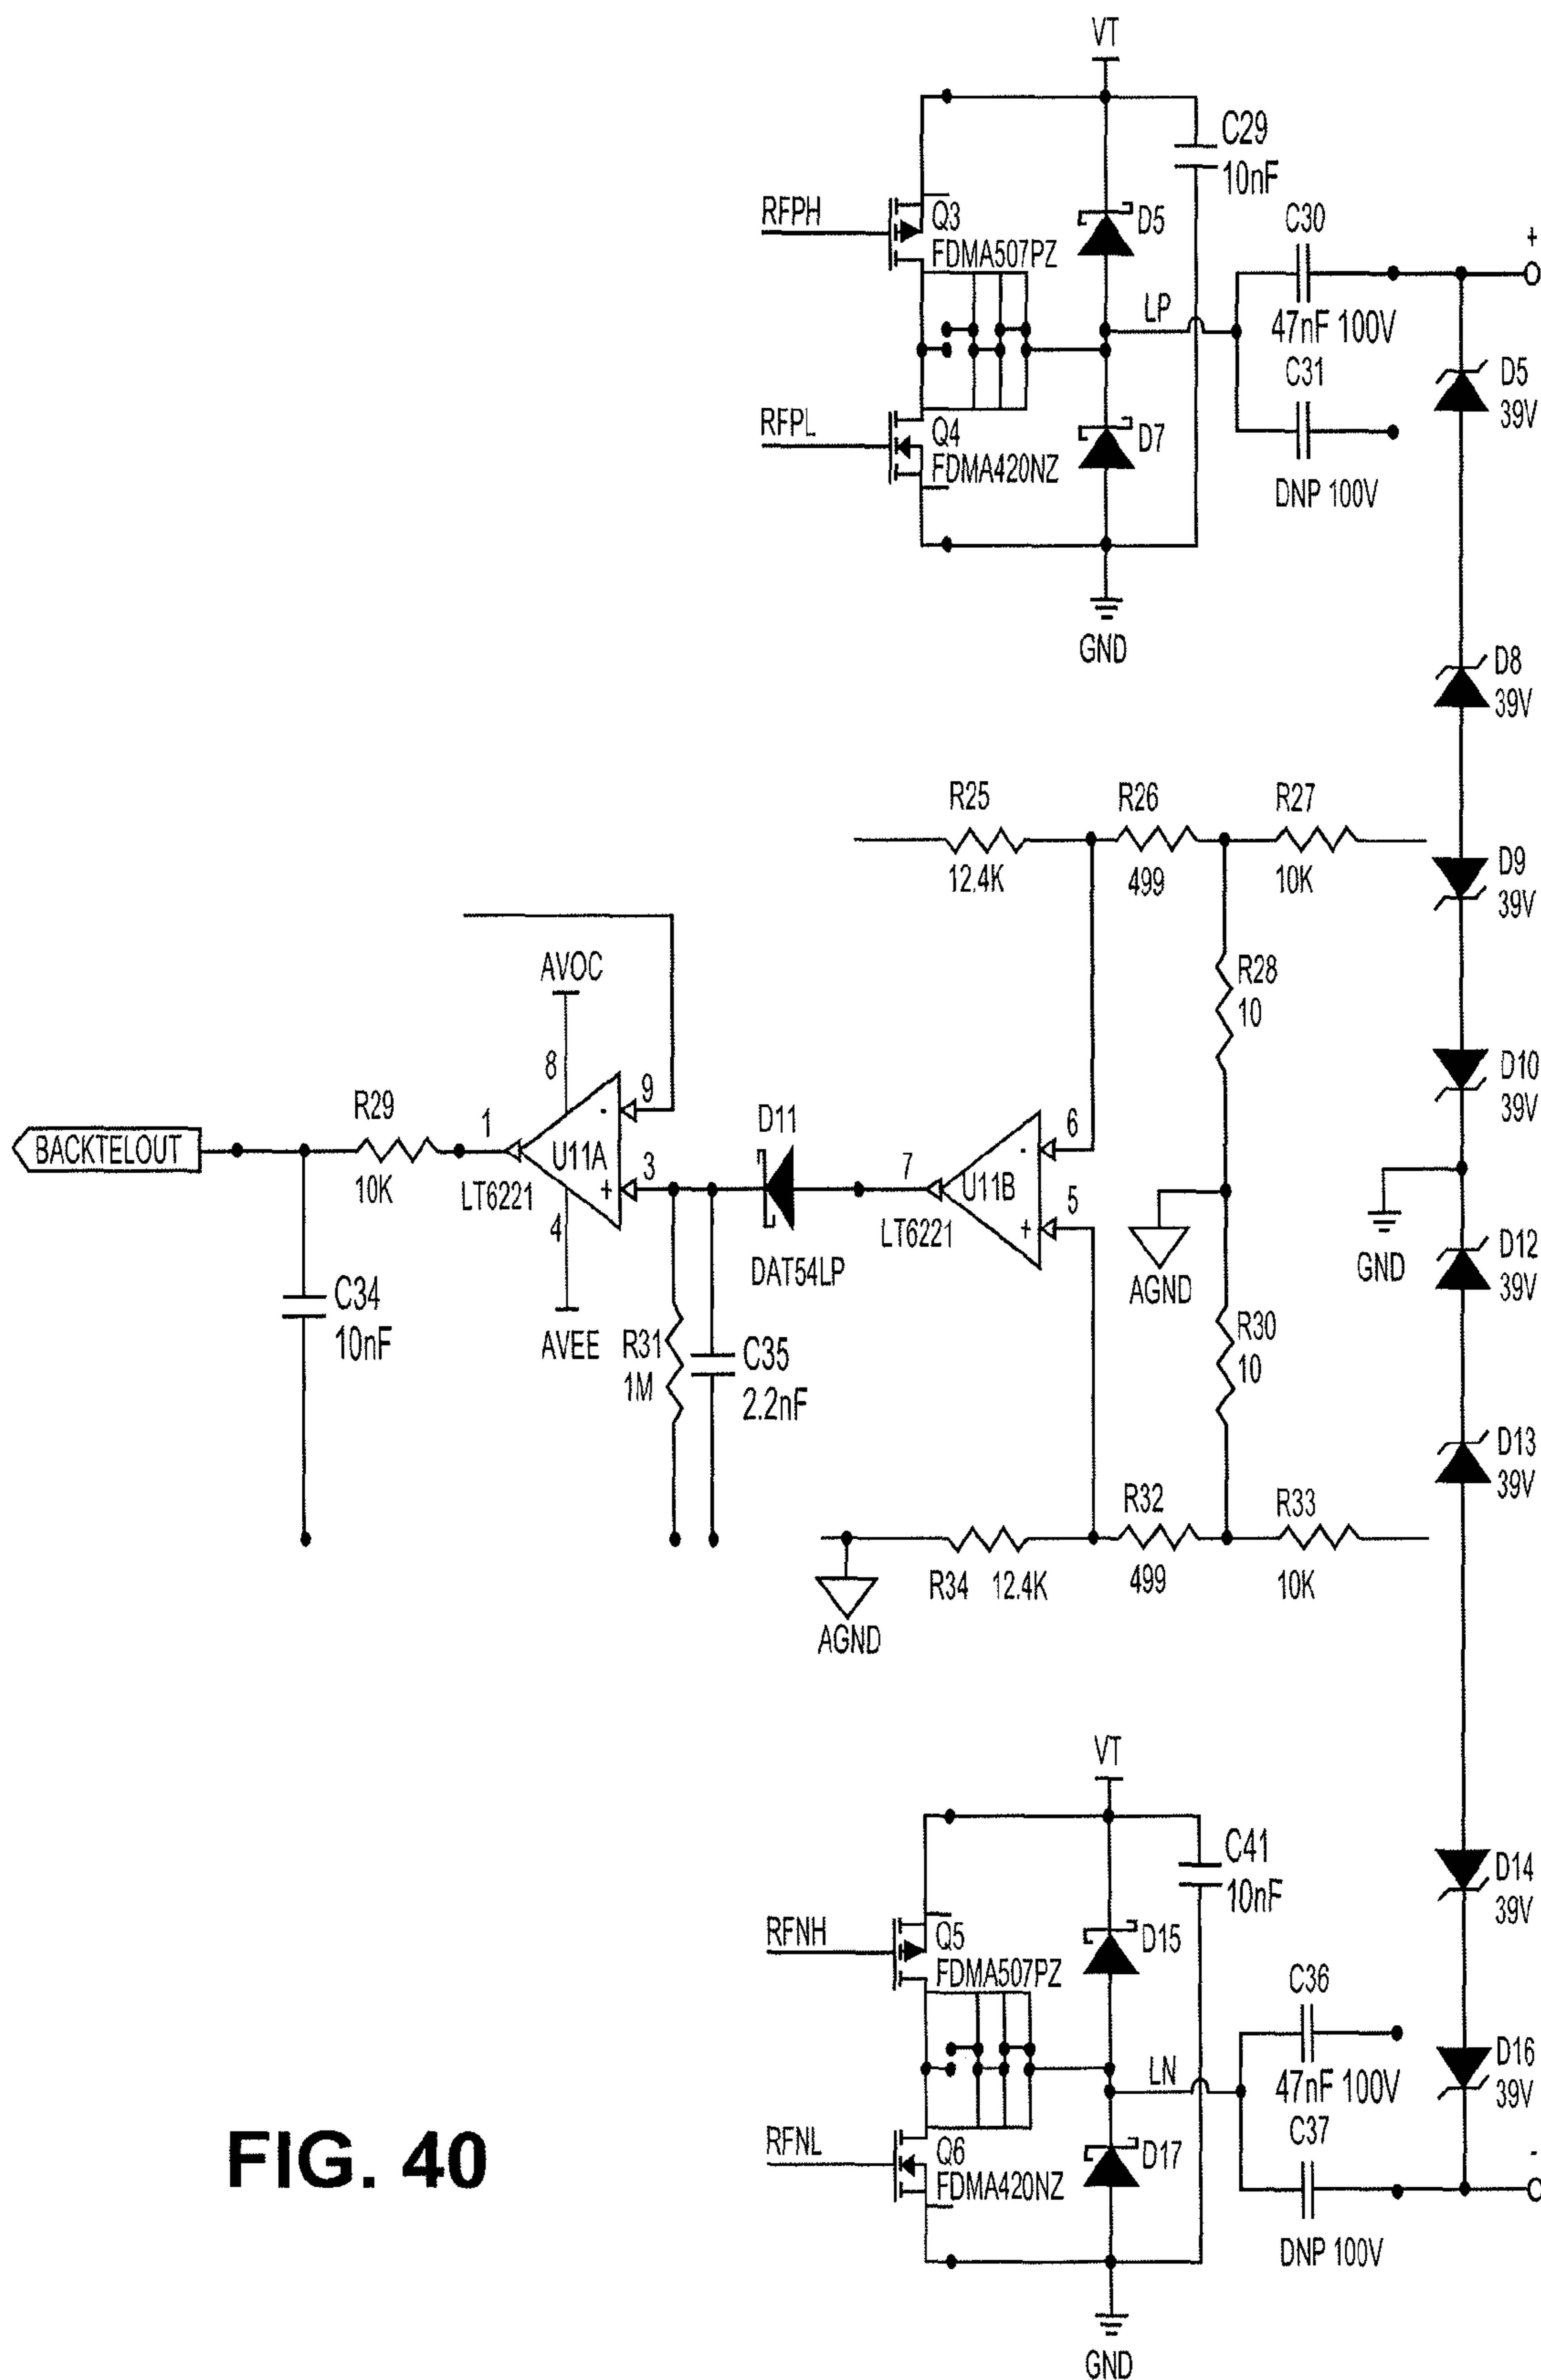 VT
C29
10nF
RFPH
Q3
FDMA507PZ
D5
C30
+
LP
47nF 100V
C31
D5
39V
RFPL
Q4
FDMA420NZ
D7
DNP 100V
GND
D8
39V
R25
12.4K
R26
499
R27
10K
D9
39V
AVOC
R28
10
8
9
-
D10
39V
BACKTELOUT
R29
10K
1
U11A
LT6221
3
+
4
AVEE
D11
DAT54LP
7
U11B
LT6221
6
-
5
+
AGND
GND
D12
39V
C34
10nF
R31
1M
C35
2.2nF
R30
10
D13
39V
R34
12.4K
R32
499
R33
10K
AGND
VT
C41
10nF
D14
39V
RFNH
Q5
FDMA507PZ
D15
C36
LN
47nF 100V
C37
D16
39V
RFNL
Q6
FDMA420NZ
D17
DNP 100V
-
GND
FIG. 40